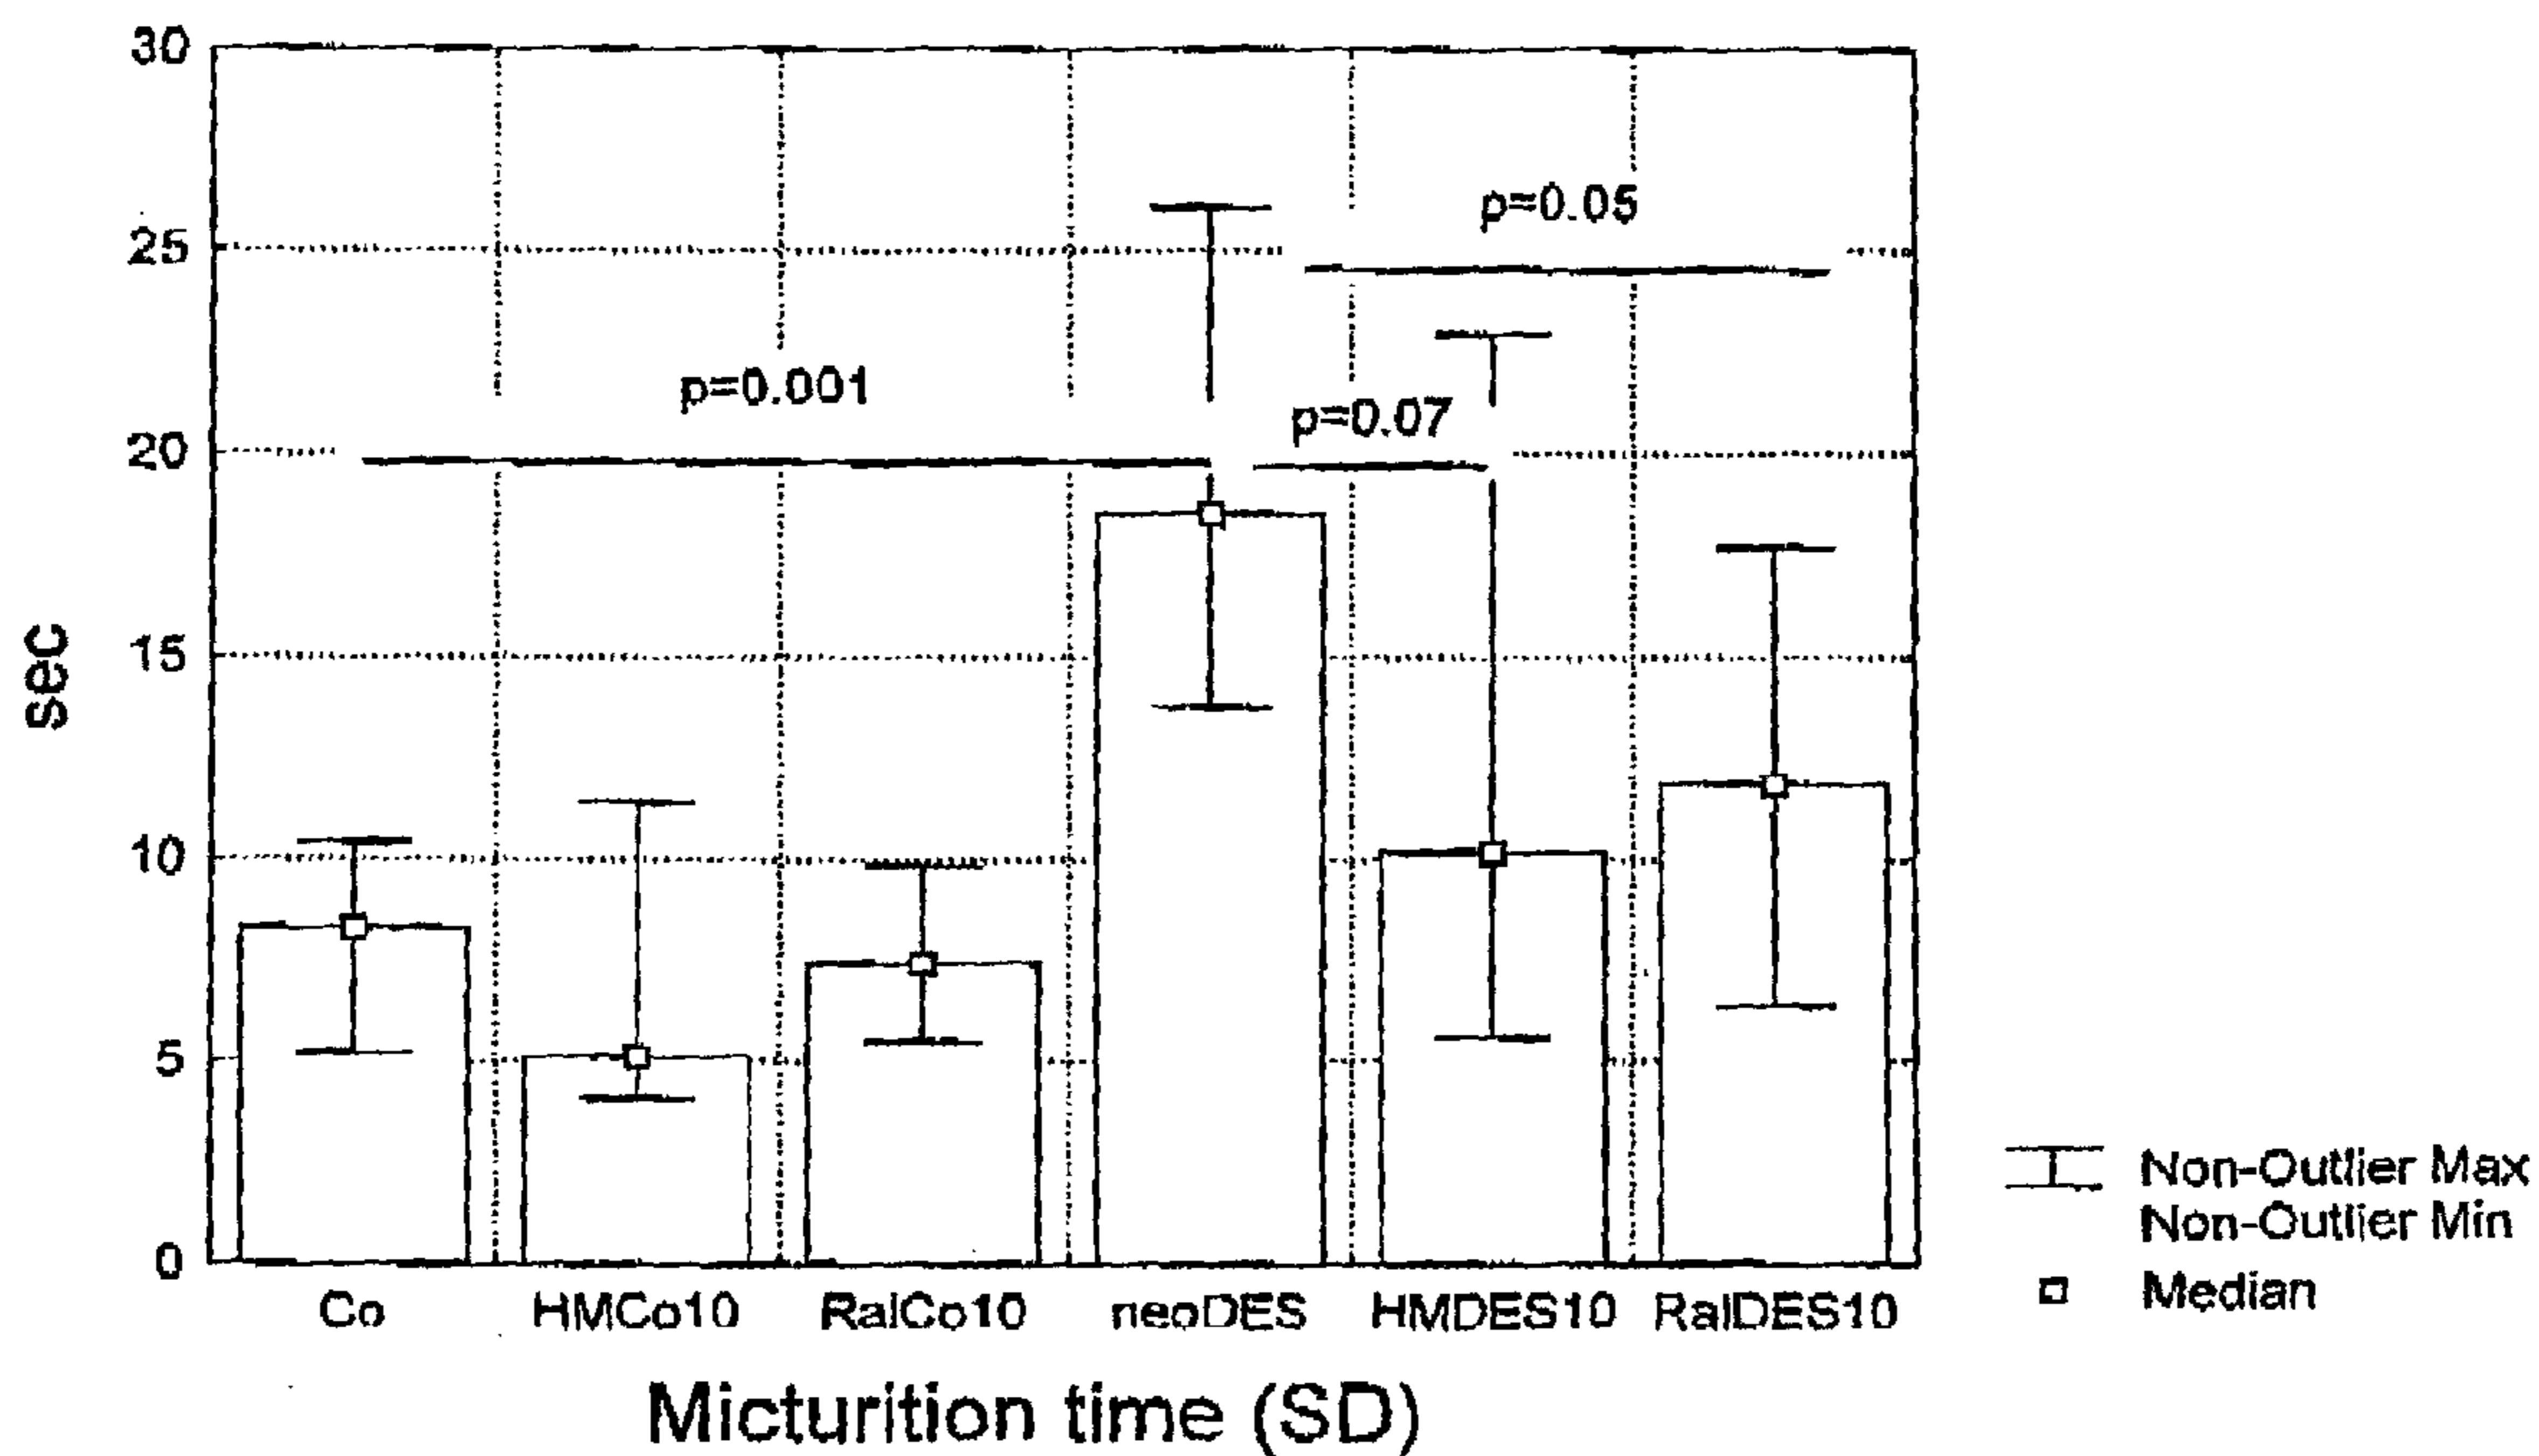 30
25
20
15
10
5
0
sec
p=0.05
p=0.001
p=0.07
Co HMCo10 RalCo10 neoDES HMDES10 RalDES10
Micturition time (SD)
Non-Outlier Max
Non-Outlier Min
Median